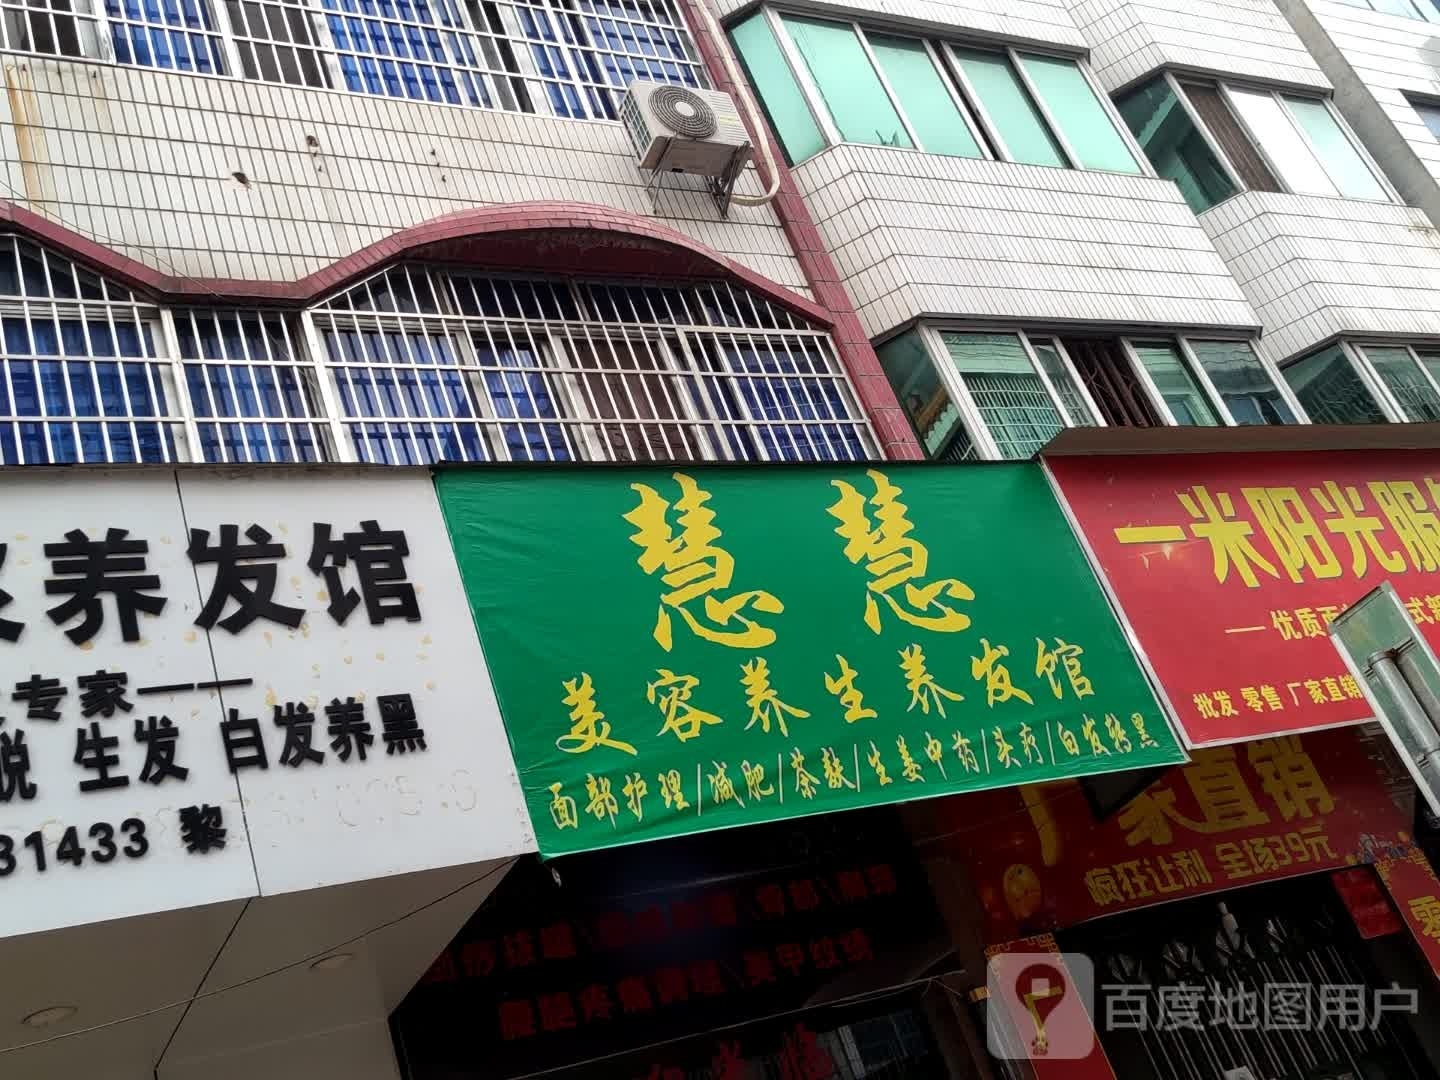 养发馆
专家——
生发 白发养黑
31433 黎
慧慧
美容养生养发馆
面部护理/减肥/茶麸/生姜中药/头疗/白发转黑
一米阳光服
优质
批发 零售 厂家直销
厂家直销
疯狂让利 全场39元
百度地图用户